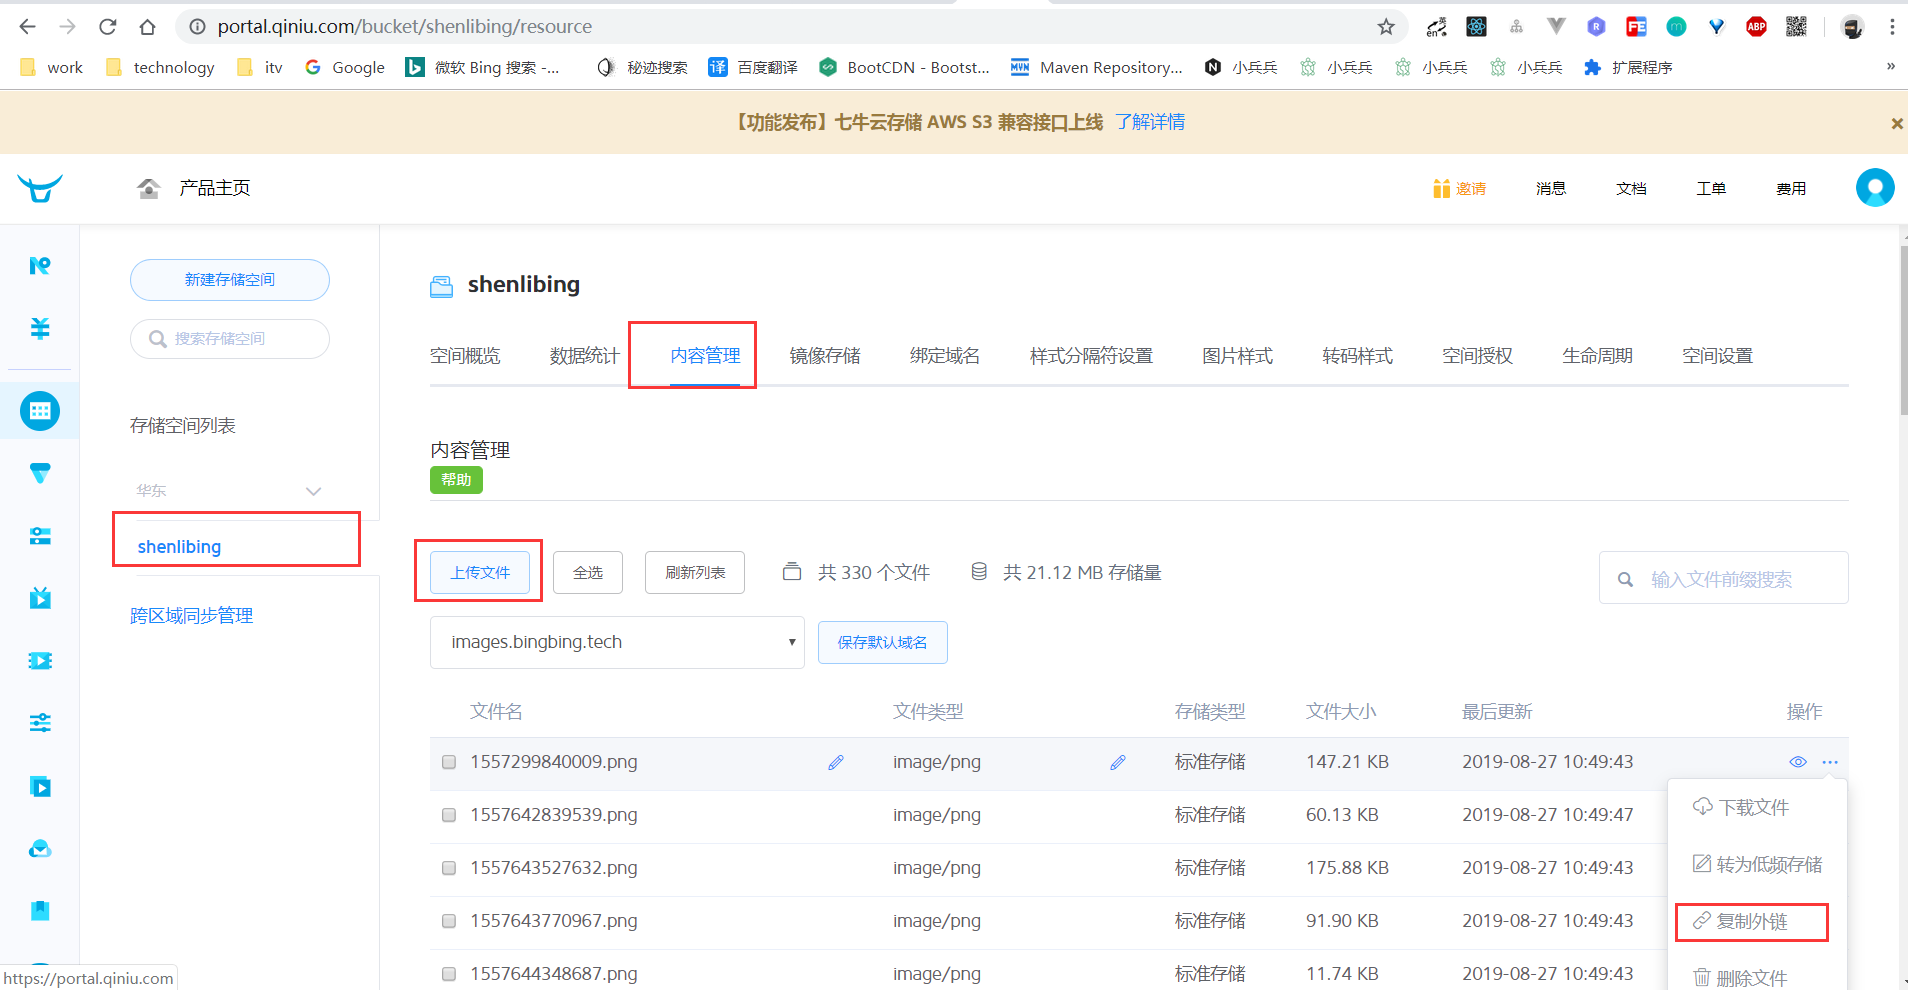 portal.qiniu.com/bucket/shenlibing/resource
work technology itv Google 微软 Bing 搜索 -... 秘迹搜索 百度翻译 BootCDN - Bootst... Maven Repository... 小兵兵 小兵兵 小兵兵 小兵兵 扩展程序 »
【功能发布】七牛云存储 AWS S3 兼容接口上线 了解详情 ×
产品主页 邀请 消息 文档 工单 费用
新建存储空间
搜索存储空间
存储空间列表
华东
shenlibing
跨区域同步管理
shenlibing
空间概览 数据统计 内容管理 镜像存储 绑定域名 样式分隔符设置 图片样式 转码样式 空间授权 生命周期 空间设置
内容管理
帮助
上传文件 全选 刷新列表 共 330 个文件 共 21.12 MB 存储量 输入文件前缀搜索
images.bingbing.tech 保存默认域名
文件名 文件类型 存储类型 文件大小 最后更新 操作
1557299840009.png image/png 标准存储 147.21 KB 2019-08-27 10:49:43
1557642839539.png image/png 标准存储 60.13 KB 2019-08-27 10:49:47
1557643527632.png image/png 标准存储 175.88 KB 2019-08-27 10:49:43
1557643770967.png image/png 标准存储 91.90 KB 2019-08-27 10:49:43
1557644348687.png image/png 标准存储 11.74 KB 2019-08-27 10:49:43
下载文件
转为低频存储
复制外链
删除文件
https://portal.qiniu.com